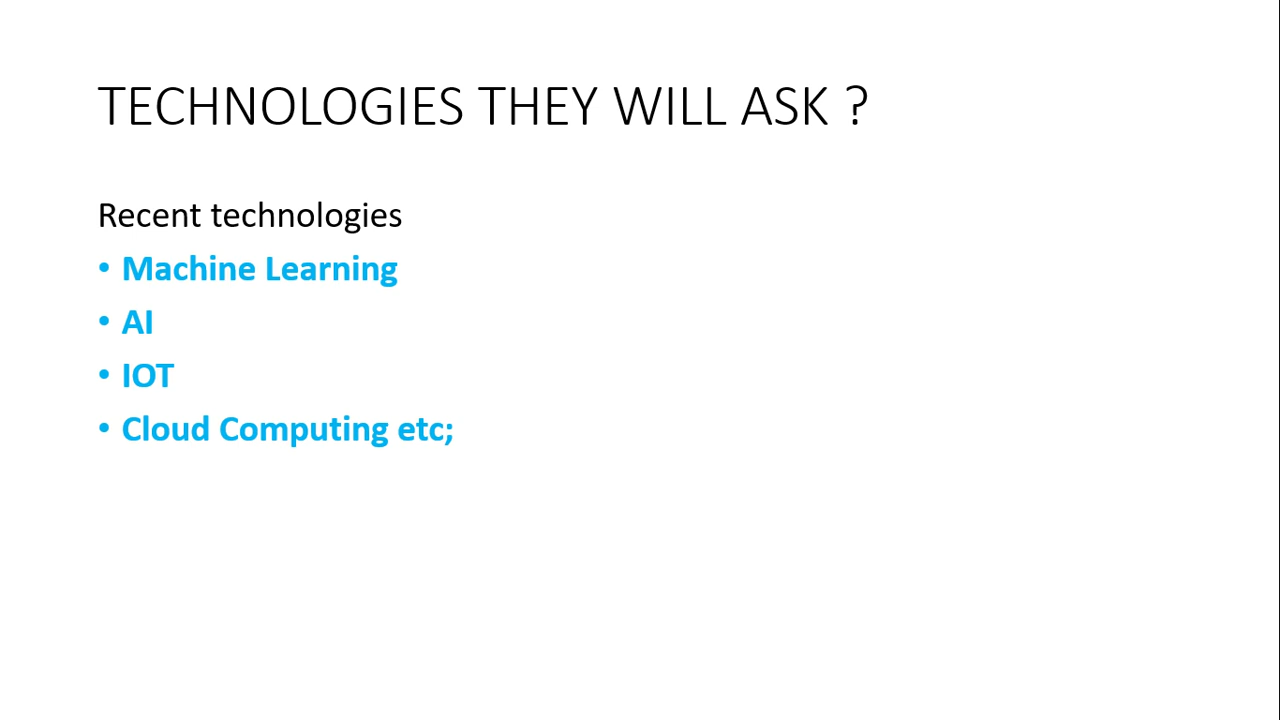 TECHNOLOGIES THEY WILL ASK ?
Recent technologies
• Machine Learning
• AI
• IOT
• Cloud Computing etc;